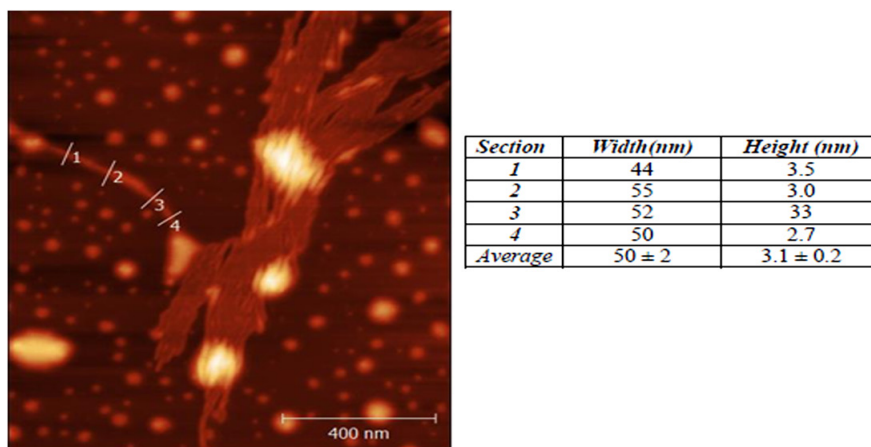 1
2
3
4
400 nm
Section Width(nm) Height (nm)
1 44 3.5
2 55 3.0
3 52 33
4 50 2.7
Average 50 ± 2 3.1 ± 0.2